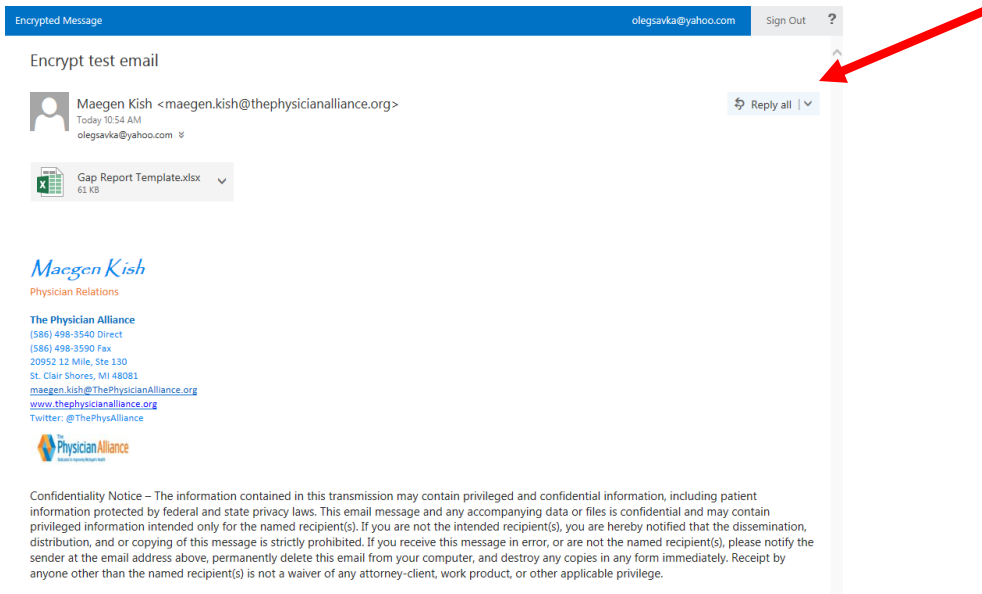 Encrypted Message olegsavka@yahoo.com Sign Out ?
Encrypt test email
Maegen Kish <maegen.kish@thephysicianalliance.org>
Reply all
Today 10:54 AM
olegsavka@yahoo.com
Gap Report Template.xlsx
61 KB
Maegen Kish
Physician Relations
The Physician Alliance
(586) 498-3540 Direct
(586) 498-3590 Fax
20952 12 Mile, Ste 130
St. Clair Shores, MI 48081
maegen.kish@ThePhysicianAlliance.org
www.thephysicianalliance.org
Twitter: @ThePhysAlliance
The
Physician Alliance
Dedicated to Improving Michigan's Health
Confidentiality Notice – The information contained in this transmission may contain privileged and confidential information, including patient
information protected by federal and state privacy laws. This email message and any accompanying data or files is confidential and may contain
privileged information intended only for the named recipient(s). If you are not the intended recipient(s), you are hereby notified that the dissemination,
distribution, and or copying of this message is strictly prohibited. If you receive this message in error, or are not the named recipient(s), please notify the
sender at the email address above, permanently delete this email from your computer, and destroy any copies in any form immediately. Receipt by
anyone other than the named recipient(s) is not a waiver of any attorney-client, work product, or other applicable privilege.